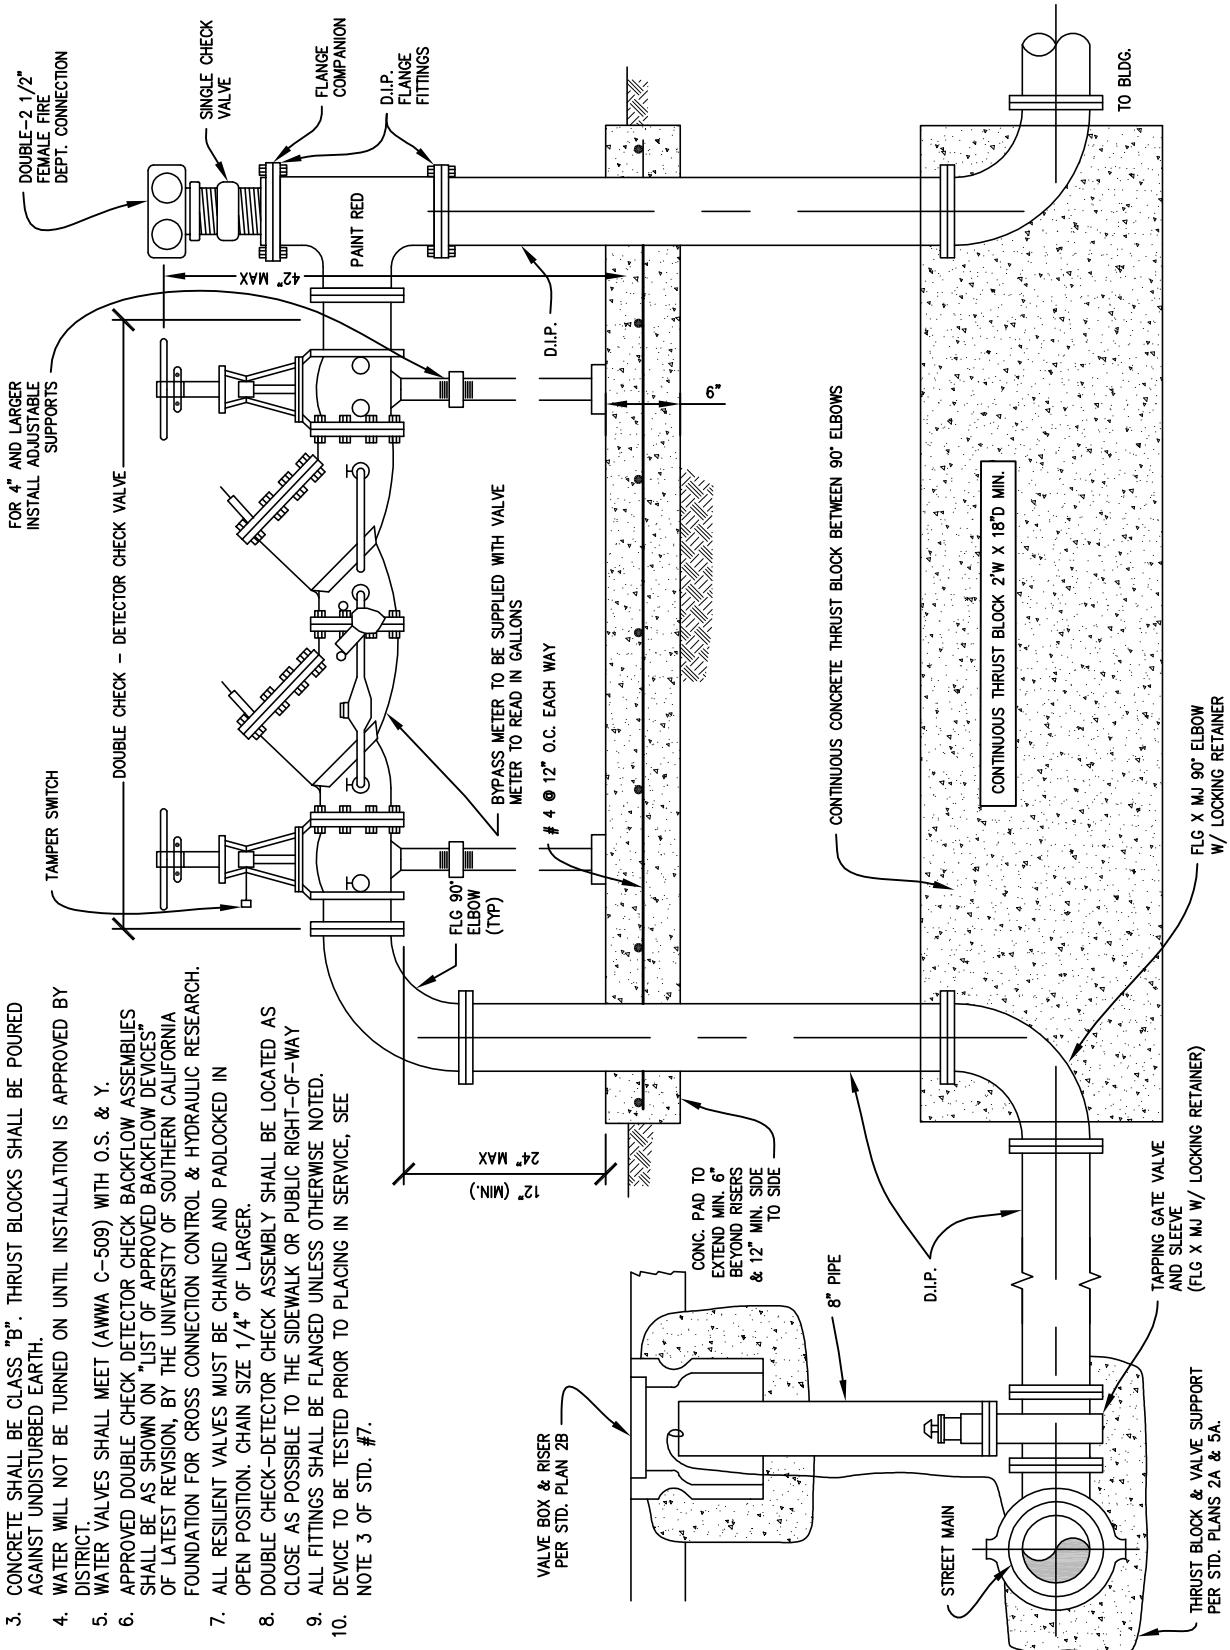 3. CONCRETE SHALL BE CLASS "B". THRUST BLOCKS SHALL BE POURED
AGAINST UNDISTURBED EARTH.
4. WATER WILL NOT BE TURNED ON UNTIL INSTALLATION IS APPROVED BY
DISTRICT.
5. WATER VALVES SHALL MEET (AWWA C-509) WITH O.S. & Y.
6. APPROVED DOUBLE CHECK DETECTOR CHECK BACKFLOW ASSEMBLIES
SHALL BE AS SHOWN ON "LIST OF APPROVED BACKFLOW DEVICES"
OF LATEST REVISION, BY THE UNIVERSITY OF SOUTHERN CALIFORNIA
FOUNDATION FOR CROSS CONNECTION CONTROL & HYDRAULIC RESEARCH.
7. ALL RESILIENT VALVES MUST BE CHAINED AND PADLOCKED IN
OPEN POSITION. CHAIN SIZE 1/4" OF LARGER.
8. DOUBLE CHECK-DETECTOR CHECK ASSEMBLY SHALL BE LOCATED AS
CLOSE AS POSSIBLE TO THE SIDEWALK OR PUBLIC RIGHT-OF-WAY
9. ALL FITTINGS SHALL BE FLANGED UNLESS OTHERWISE NOTED.
10. DEVICE TO BE TESTED PRIOR TO PLACING IN SERVICE, SEE
NOTE 3 OF STD. #7.
TAMPER SWITCH
DOUBLE CHECK - DETECTOR CHECK VALVE
FOR 4" AND LARGER
INSTALL ADJUSTABLE
SUPPORTS
DOUBLE-2 1/2"
FEMALE FIRE
DEPT. CONNECTION
SINGLE CHECK
VALVE
FLANGE
COMPANION
D.I.P.
FLANGE
FITTINGS
42" MAX
PAINT RED
FLG 90°
ELBOW
(TYP)
BYPASS METER TO BE SUPPLIED WITH VALVE
METER TO READ IN GALLONS
# 4 @ 12" O.C. EACH WAY
D.I.P.
24" MAX
12" (MIN.)
9"
CONC. PAD TO
EXTEND MIN. 6"
BEYOND RISERS
& 12" MIN. SIDE
TO SIDE
CONTINUOUS CONCRETE THRUST BLOCK BETWEEN 90° ELBOWS
CONTINUOUS THRUST BLOCK 2'W X 18"D MIN.
VALVE BOX & RISER
PER STD. PLAN 2B
8" PIPE
D.I.P.
STREET MAIN
TO BLDG.
FLG X MJ 90° ELBOW
W/ LOCKING RETAINER
TAPPING GATE VALVE
AND SLEEVE
(FLG X MJ W/ LOCKING RETAINER)
THRUST BLOCK & VALVE SUPPORT
PER STD. PLANS 2A & 5A.